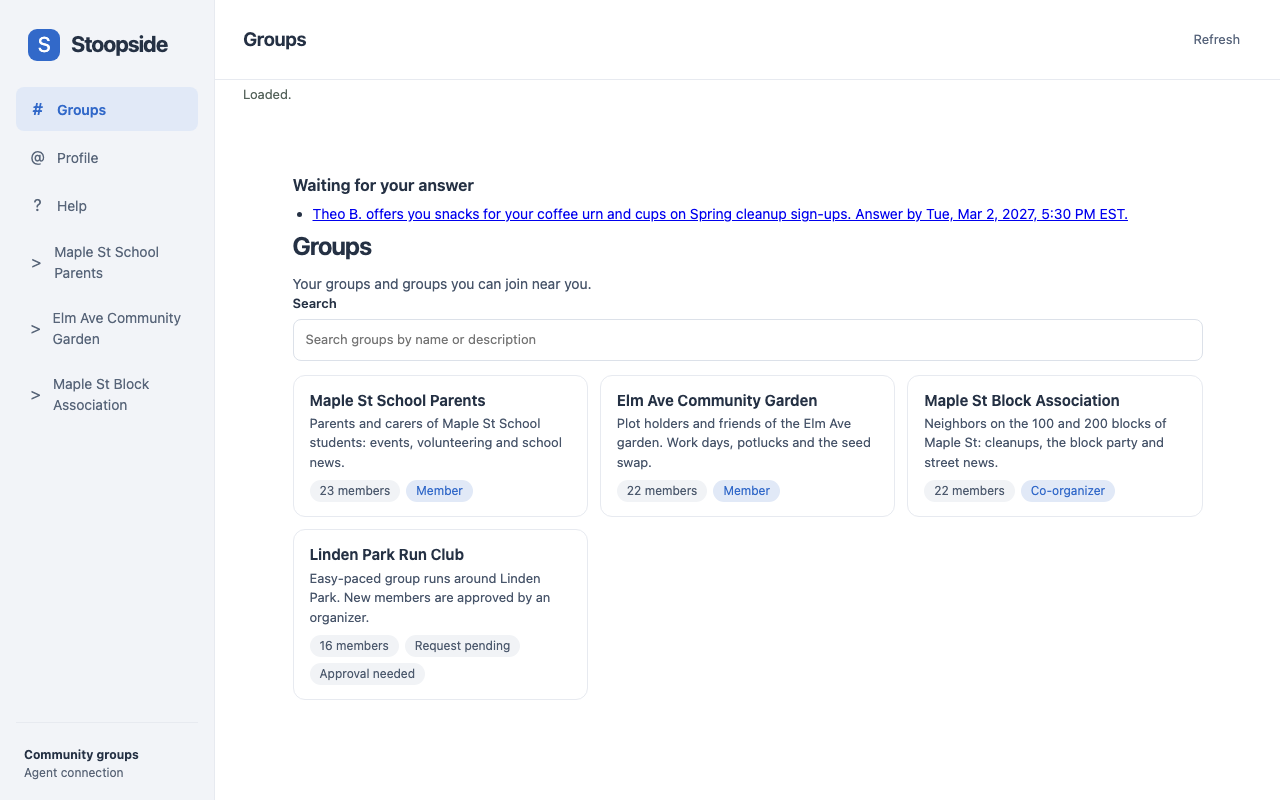 S Stoopside
# Groups
@ Profile
? Help
> Maple St School
Parents
> Elm Ave Community
Garden
> Maple St Block
Association
Community groups
Agent connection
Groups
Refresh
Loaded.
Waiting for your answer
• Theo B. offers you snacks for your coffee urn and cups on Spring cleanup sign-ups. Answer by Tue, Mar 2, 2027, 5:30 PM EST.
Groups
Your groups and groups you can join near you.
Search
Search groups by name or description
Maple St School Parents
Parents and carers of Maple St School
students: events, volunteering and school
news.
23 members Member
Elm Ave Community Garden
Plot holders and friends of the Elm Ave
garden. Work days, potlucks and the seed
swap.
22 members Member
Maple St Block Association
Neighbors on the 100 and 200 blocks of
Maple St: cleanups, the block party and
street news.
22 members Co-organizer
Linden Park Run Club
Easy-paced group runs around Linden
Park. New members are approved by an
organizer.
16 members Request pending
Approval needed